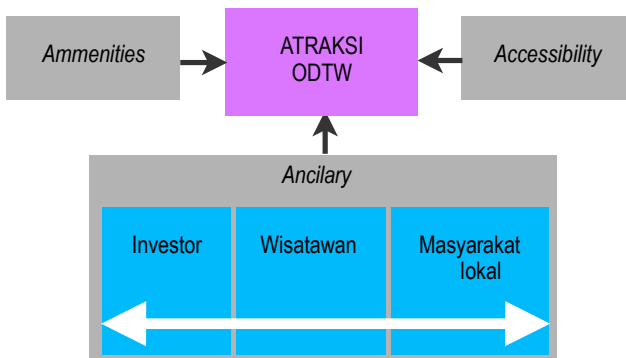 Ammenities
ATRAKSI
ODTW
Accessibility
Ancilary
Investor
Wisatawan
Masyarakat
lokal